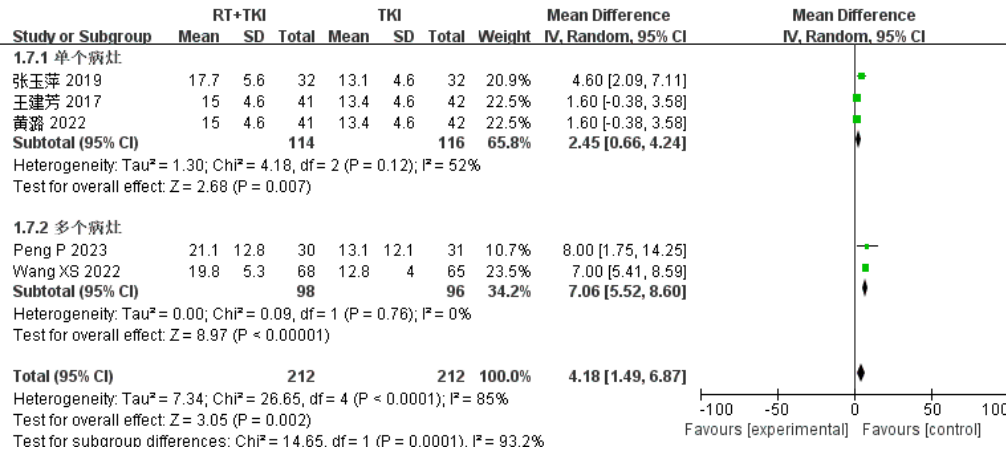 RT+TKI TKI Mean Difference Mean Difference
Study or Subgroup Mean SD Total Mean SD Total Weight IV, Random, 95% CI IV, Random, 95% CI
1.7.1 单个病灶
张玉萍 2019 17.7 5.6 32 13.1 4.6 32 20.9% 4.60 [2.09, 7.11]
王建芳 2017 15 4.6 41 13.4 4.6 42 22.5% 1.60 [-0.38, 3.58]
黄潞 2022 15 4.6 41 13.4 4.6 42 22.5% 1.60 [-0.38, 3.58]
Subtotal (95% CI) 114 116 65.8% 2.45 [0.66, 4.24]
Heterogeneity: Tau² = 1.30; Chi² = 4.18, df = 2 (P = 0.12); I² = 52%
Test for overall effect: Z = 2.68 (P = 0.007)
1.7.2 多个病灶
Peng P 2023 21.1 12.8 30 13.1 12.1 31 10.7% 8.00 [1.75, 14.25]
Wang XS 2022 19.8 5.3 68 12.8 4 65 23.5% 7.00 [5.41, 8.59]
Subtotal (95% CI) 98 96 34.2% 7.06 [5.52, 8.60]
Heterogeneity: Tau² = 0.00; Chi² = 0.09, df = 1 (P = 0.76); I² = 0%
Test for overall effect: Z = 8.97 (P < 0.00001)
Total (95% CI) 212 212 100.0% 4.18 [1.49, 6.87]
Heterogeneity: Tau² = 7.34; Chi² = 26.65, df = 4 (P < 0.0001); I² = 85%
Test for overall effect: Z = 3.05 (P = 0.002)
Test for subgroup differences: Chi² = 14.65, df = 1 (P = 0.0001), I² = 93.2%
-100 -50 0 50 100
Favours [experimental] Favours [control]